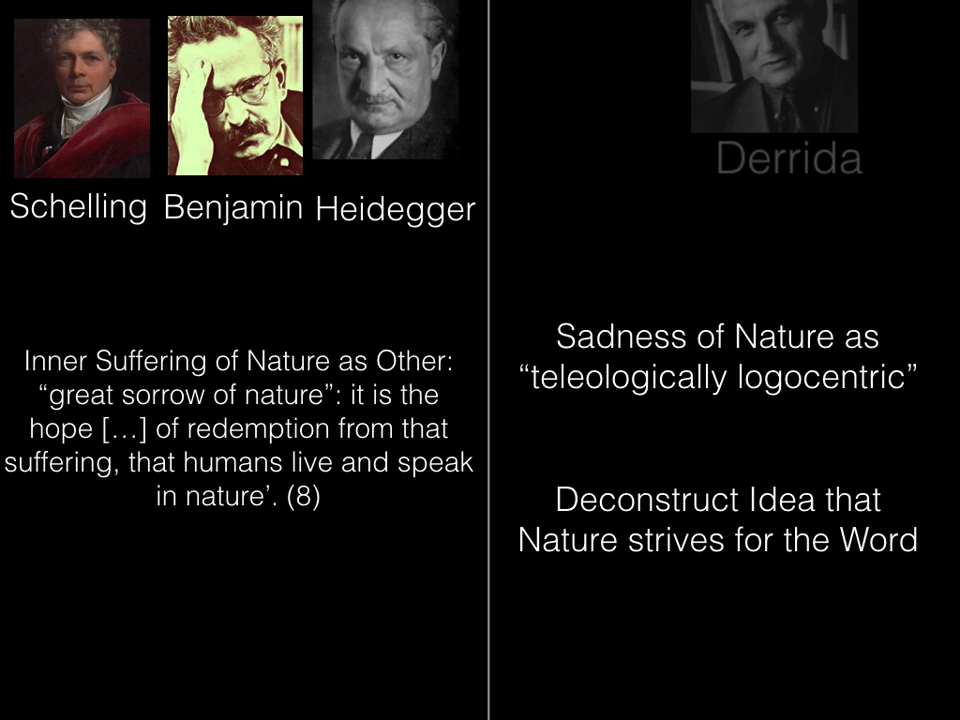 Schelling Benjamin Heidegger
Inner Suffering of Nature as Other:
“great sorrow of nature”: it is the
hope […] of redemption from that
suffering, that humans live and speak
in nature’. (8)
Derrida
Sadness of Nature as
“teleologically logocentric”
Deconstruct Idea that
Nature strives for the Word